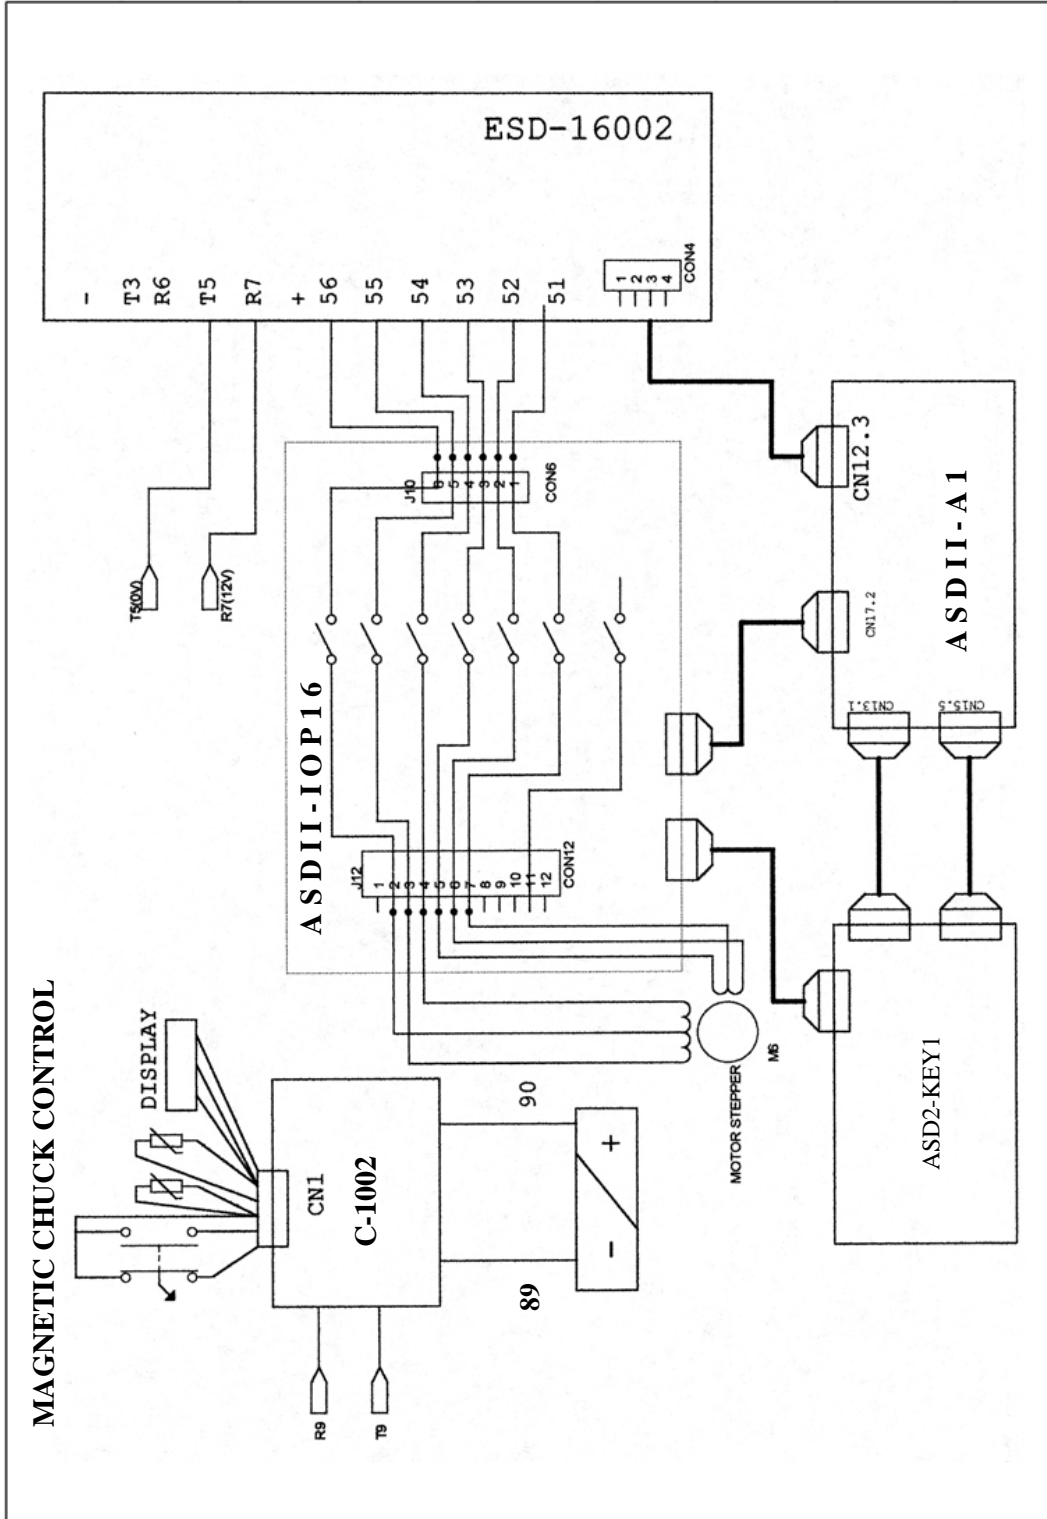 MAGNETIC CHUCK CONTROL
DISPLAY
CN1
C-1002
R9
T9
89
90
-
+
MOTOR STEPPER
M6
ASDII-IOP16
J12
1
2
3
4
5
6
7
8
9
10
11
12
CON12
J10
6
5
4
3
2
1
CON6
T5(0V)
R7(12V)
ESD-16002
-
T3
R6
T5
R7
+
56
55
54
53
52
51
1
2
3
4
CON4
ASD2-KEY1
CN13.1
CN15.5
CN17.2
CN12.3
ASDII-A1